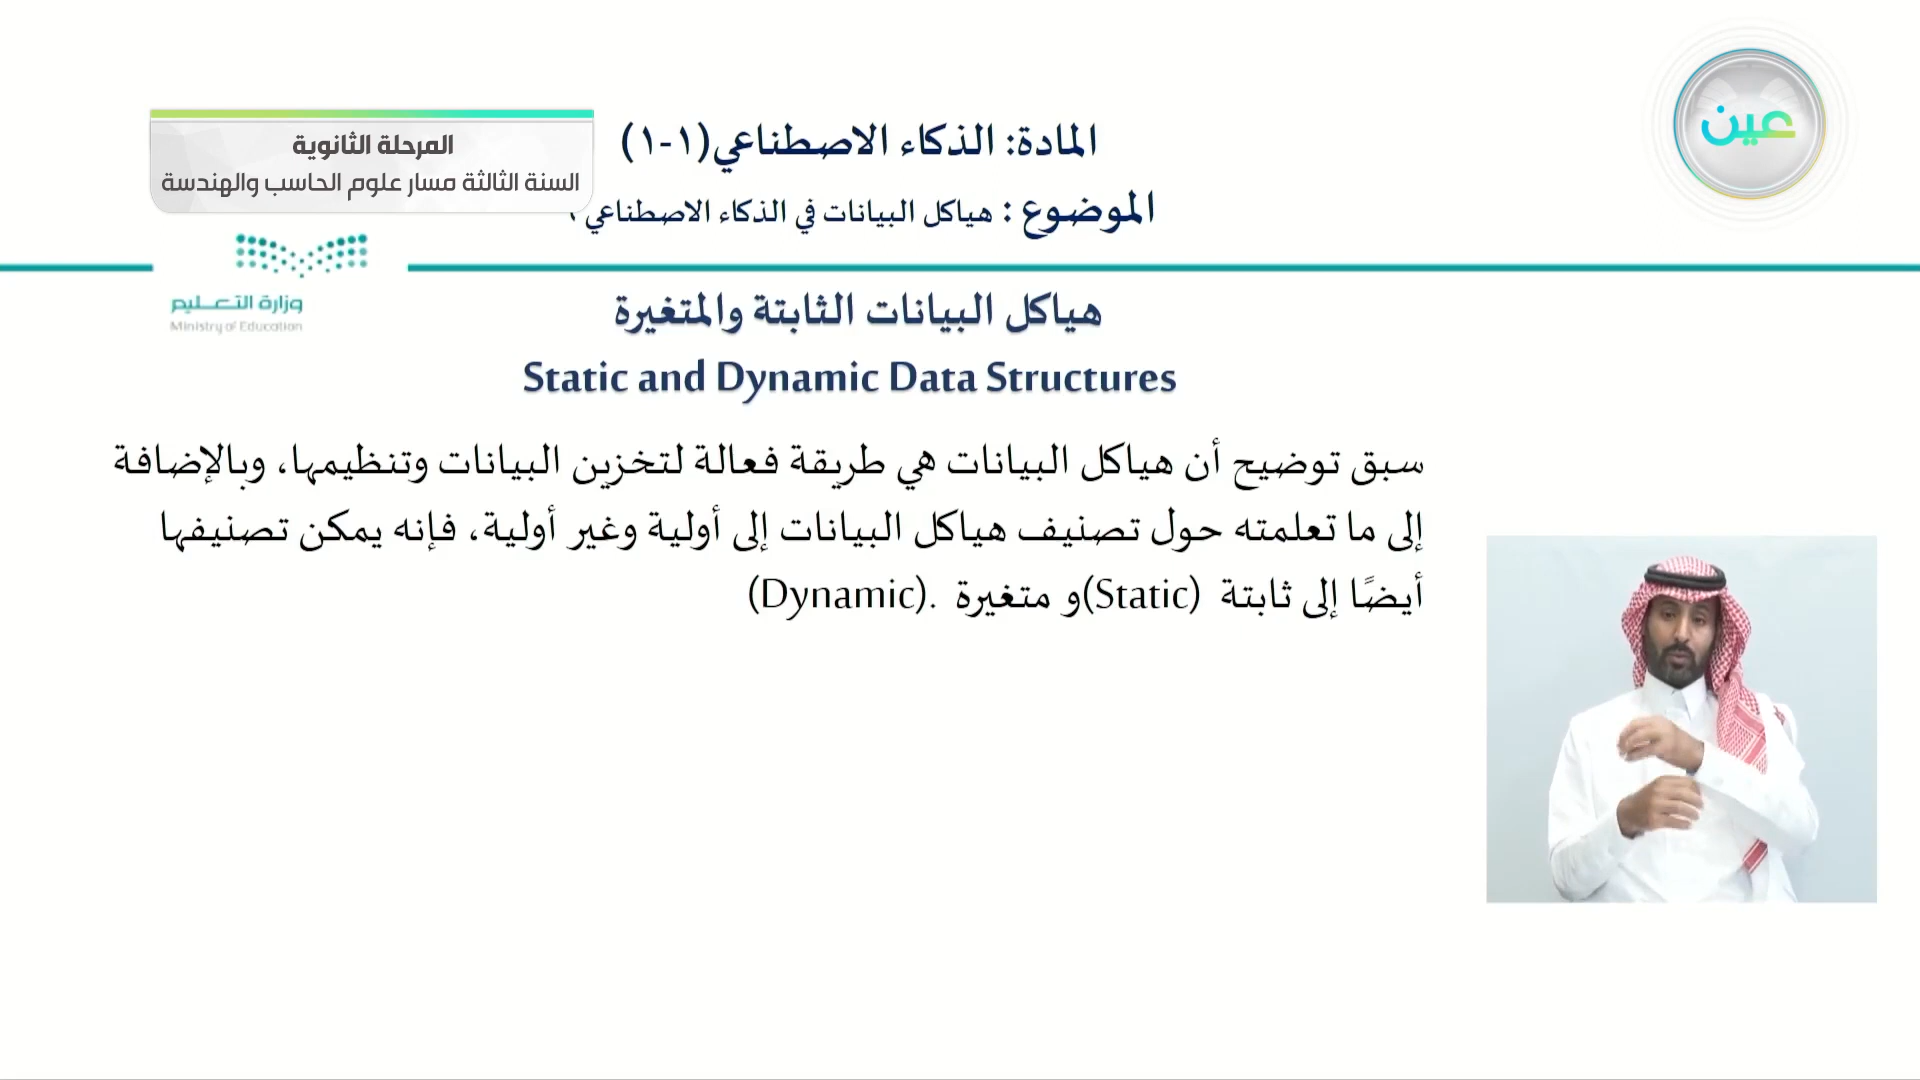 عين
المرحلة الثانوية
السنة الثالثة مسار علوم الحاسب والهندسة
المادة: الذكاء الاصطناعي(١-١)
الموضوع : هياكل البيانات في الذكاء الاصطناعي
وزارة التعليم
Ministry of Education
هياكل البيانات الثابتة والمتغيرة
Static and Dynamic Data Structures
سبق توضيح أن هياكل البيانات هي طريقة فعالة لتخزين البيانات وتنظيمها، وبالإضافة
إلى ما تعلمته حول تصنيف هياكل البيانات إلى أولية وغير أولية، فإنه يمكن تصنيفها
أيضًا إلى ثابتة (Static)و متغيرة .(Dynamic)